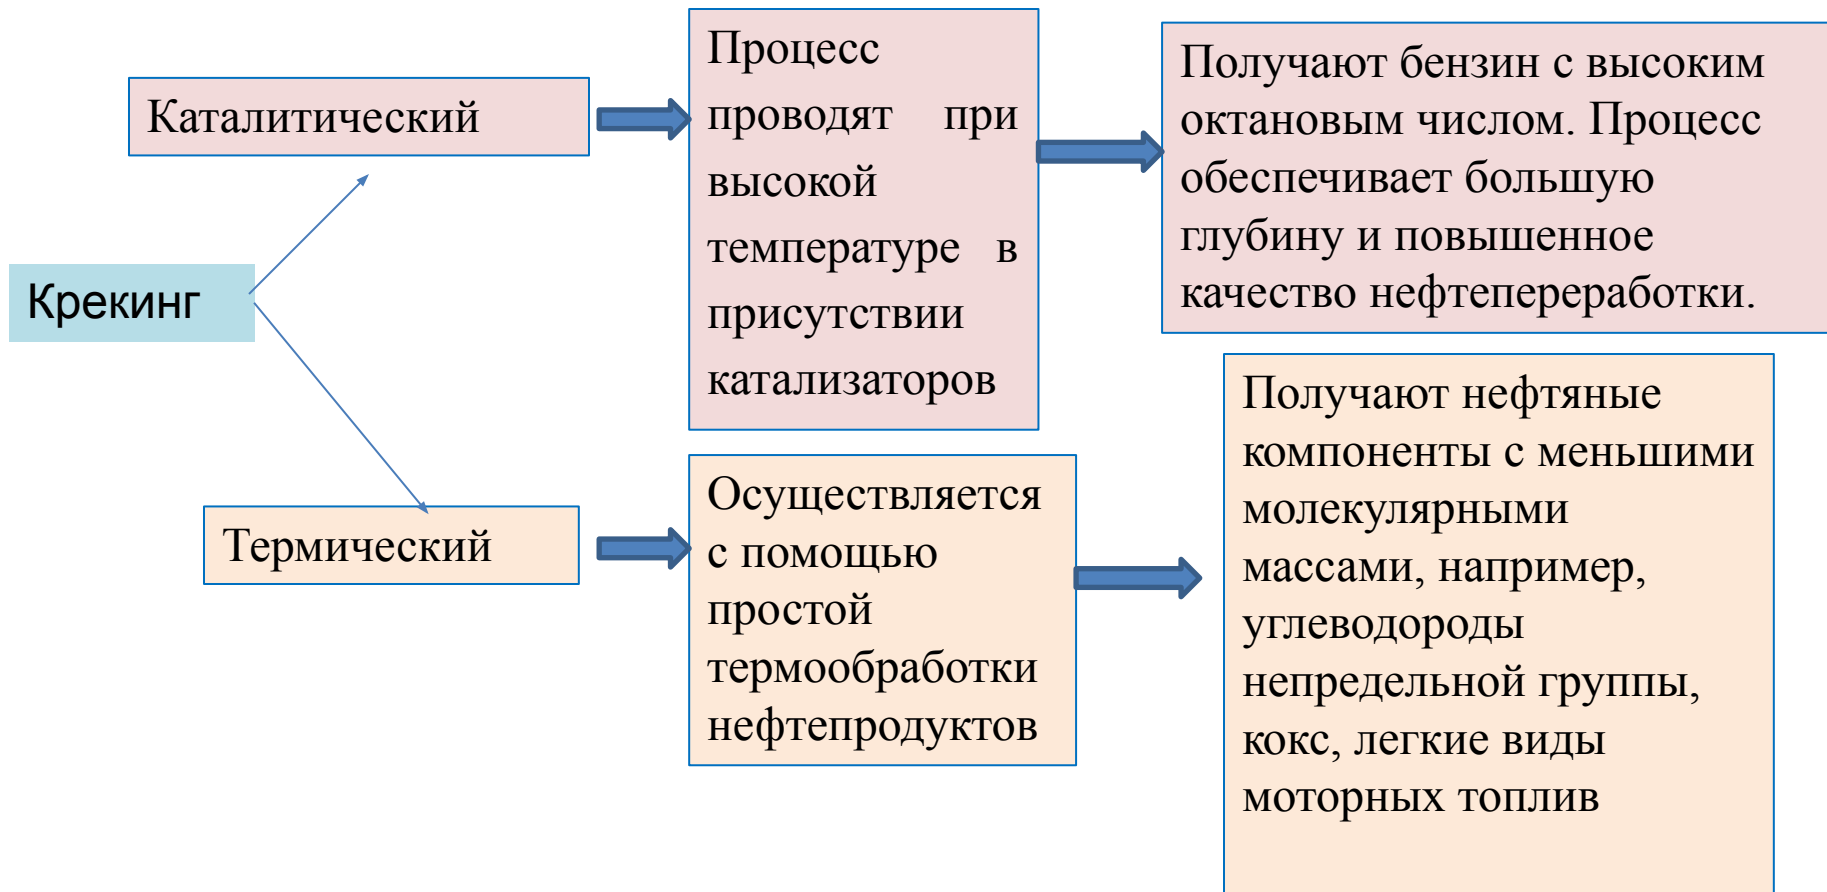 Крекинг
Каталитический
Процесс
проводят при
высокой
температуре в
присутствии
катализаторов
Получают бензин с высоким
октановым числом. Процесс
обеспечивает большую
глубину и повышенное
качество нефтепереработки.
Термический
Осуществляется
с помощью
простой
термообработки
нефтепродуктов
Получают нефтяные
компоненты с меньшими
молекулярными
массами, например,
углеводороды
непредельной группы,
кокс, легкие виды
моторных топлив